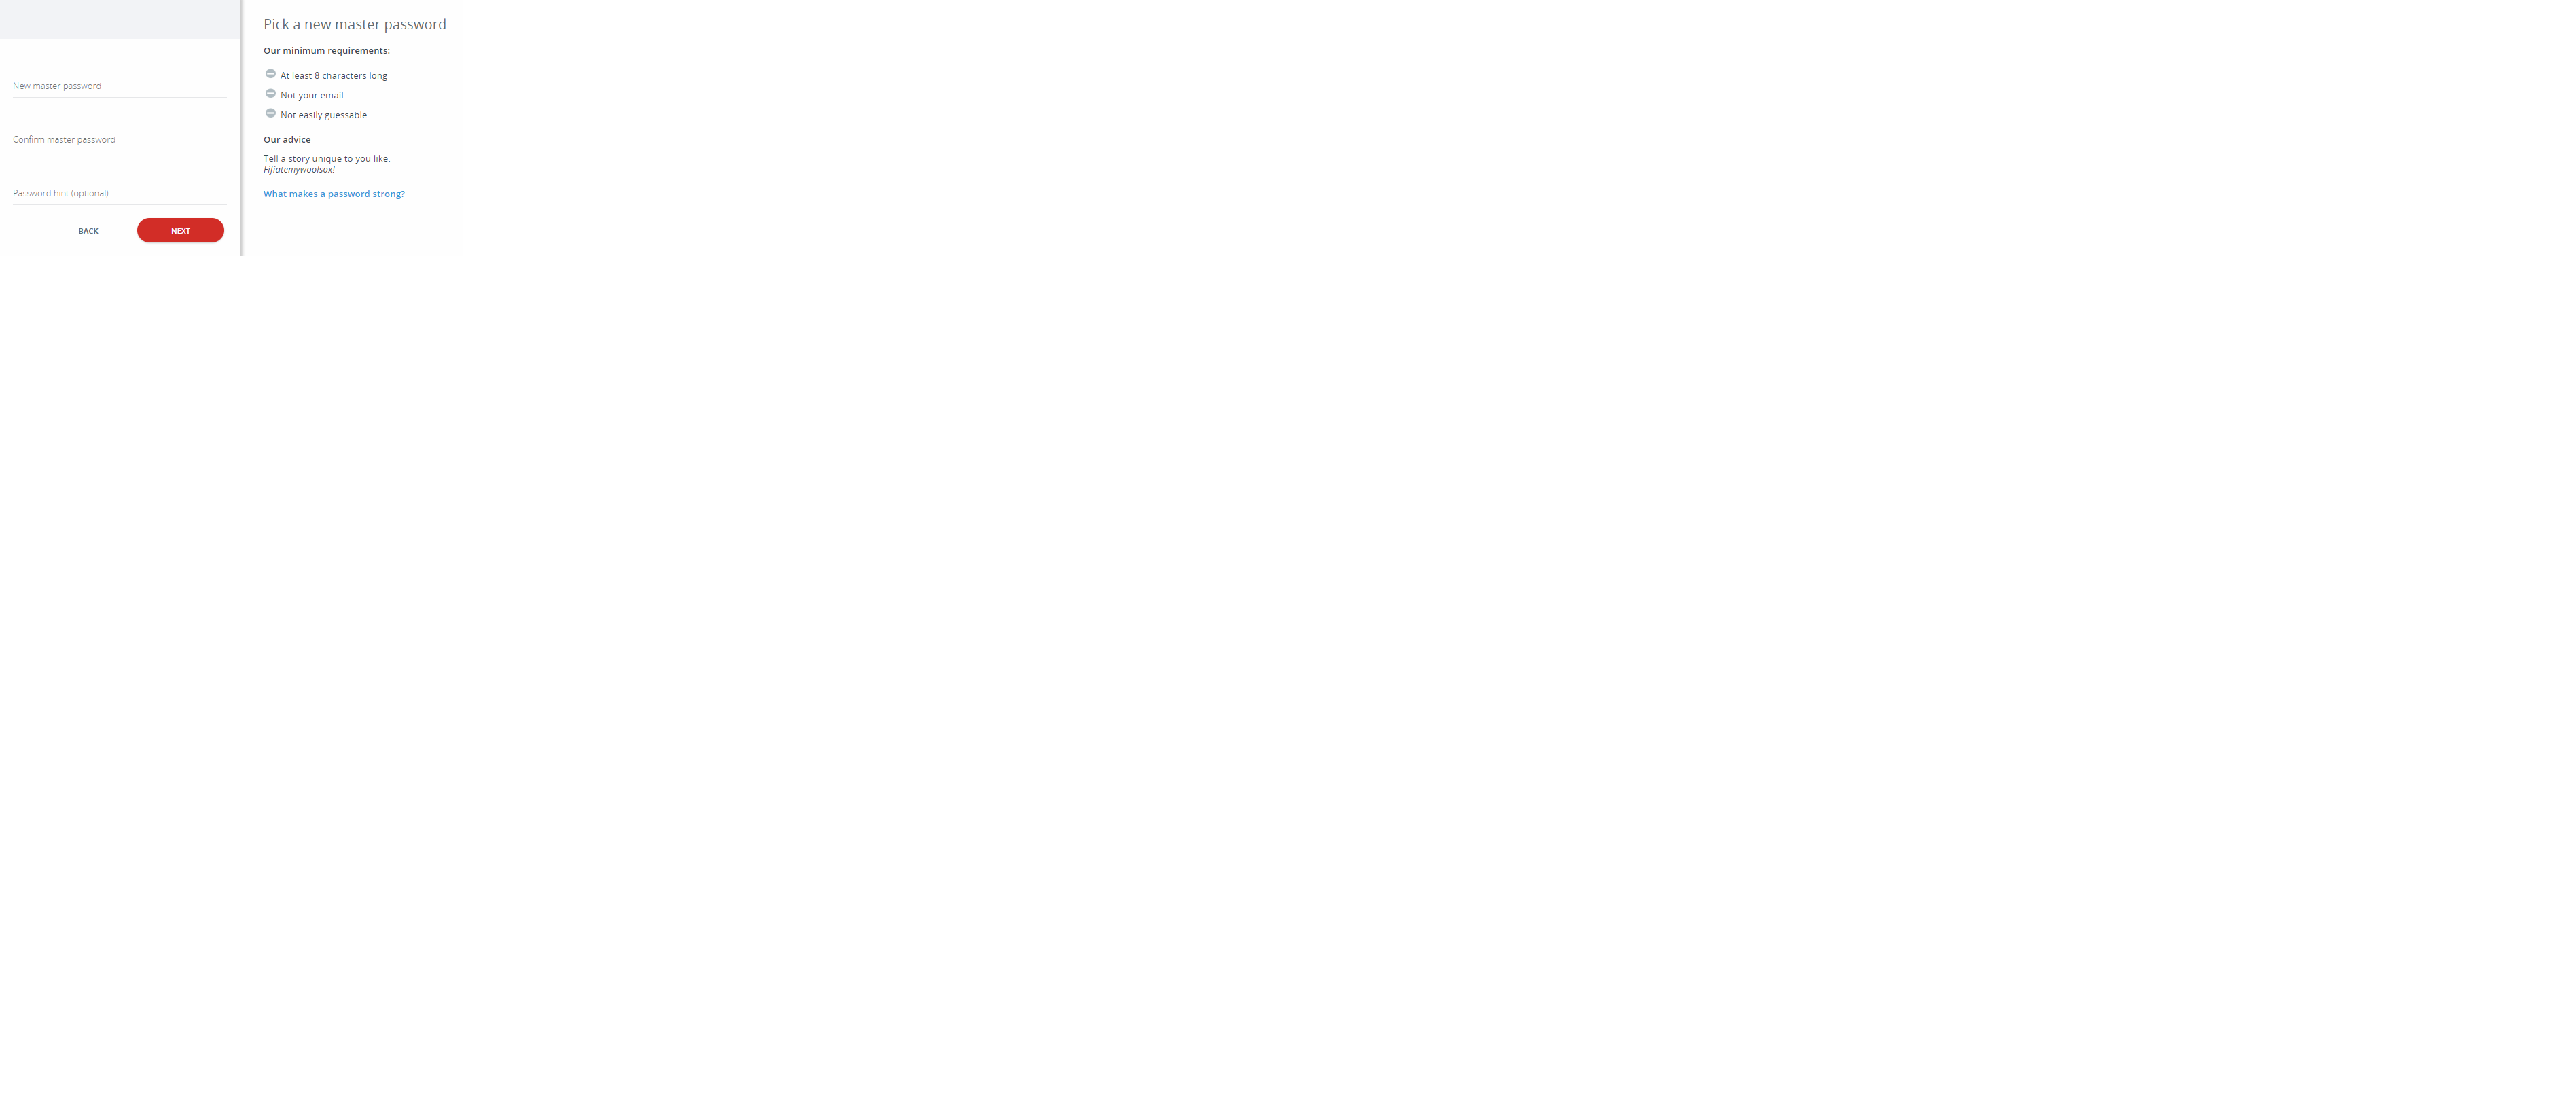 New master password
Confirm master password
Password hint (optional)
BACK
NEXT
Pick a new master password
Our minimum requirements:
At least 8 characters long
Not your email
Not easily guessable
Our advice
Tell a story unique to you like:
Fifiatemywoolsox!
What makes a password strong?